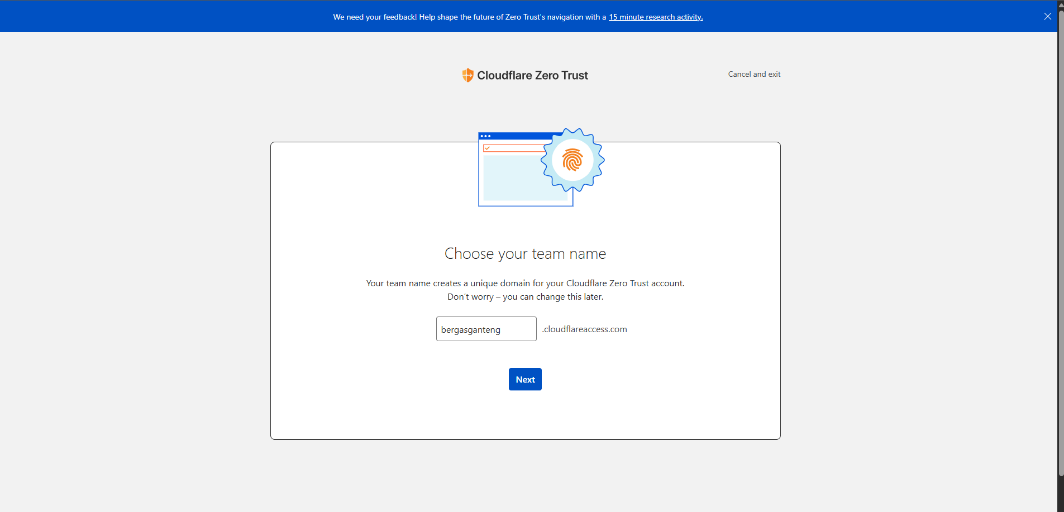 We need your feedback! Help shape the future of Zero Trust's navigation with a 15 minute research activity.
Cloudflare Zero Trust
Cancel and exit
Choose your team name
Your team name creates a unique domain for your Cloudflare Zero Trust account.
Don't worry – you can change this later.
bergasganteng .cloudflareaccess.com
Next